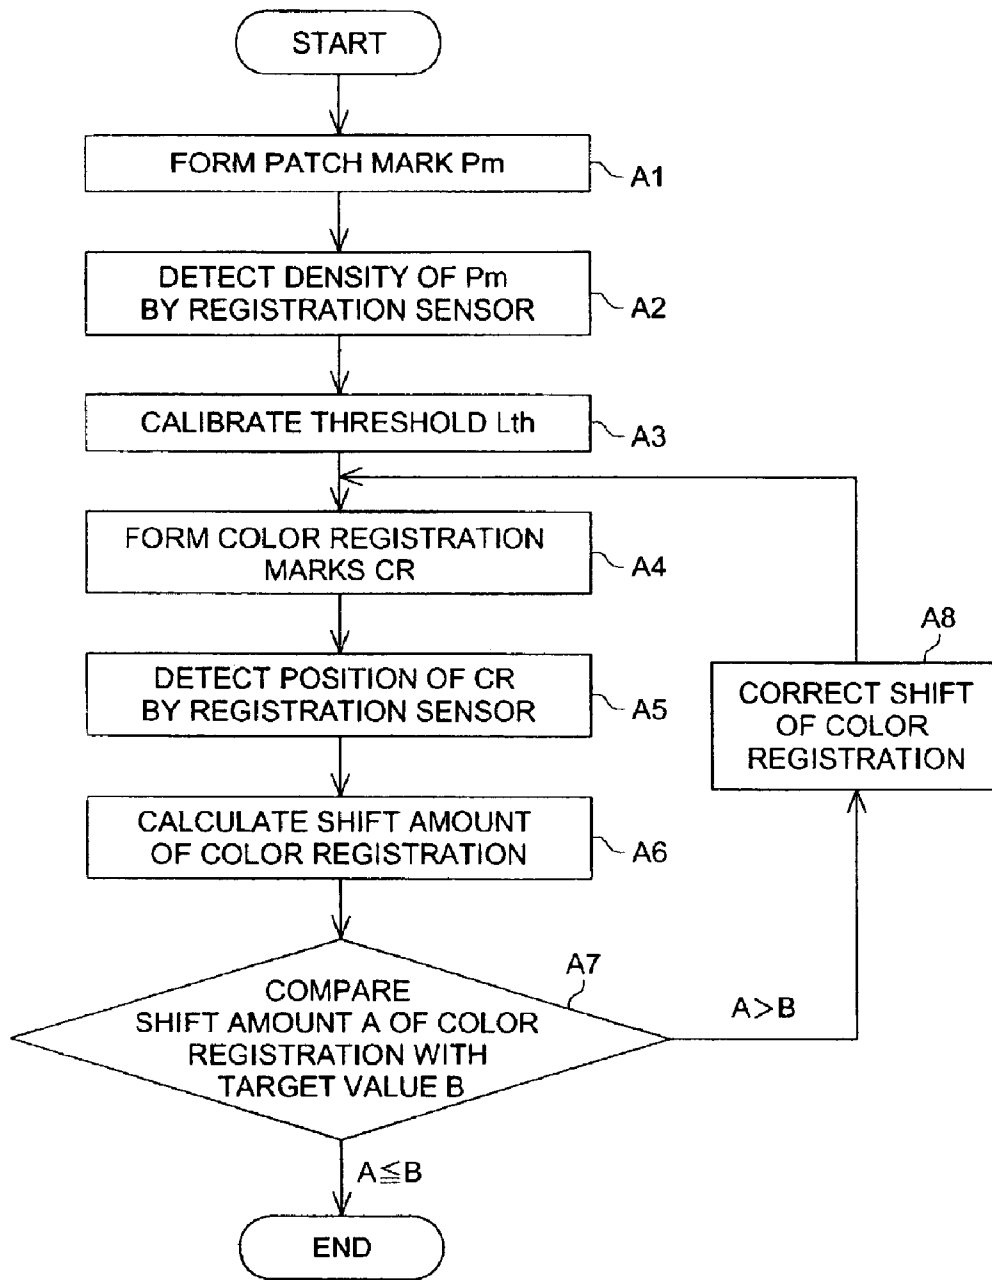 START
FORM PATCH MARK Pm
A1
DETECT DENSITY OF Pm
BY REGISTRATION SENSOR
A2
CALIBRATE THRESHOLD Lth
A3
FORM COLOR REGISTRATION
MARKS CR
A4
DETECT POSITION OF CR
BY REGISTRATION SENSOR
A5
A8
CORRECT SHIFT
OF COLOR
REGISTRATION
CALCULATE SHIFT AMOUNT
OF COLOR REGISTRATION
A6
COMPARE
SHIFT AMOUNT A OF COLOR
REGISTRATION WITH
TARGET VALUE B
A7
A>B
A≦B
END